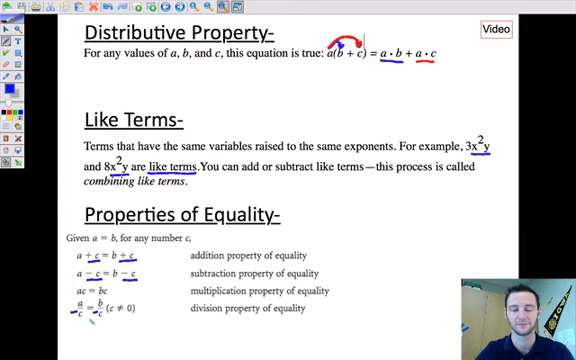 Video
Distributive Property-
For any values of a, b, and c, this equation is true: a(b + c) = a · b + a · c
Like Terms-
Terms that have the same variables raised to the same exponents. For example, 3x²y
and 8x²y are like terms.You can add or subtract like terms—this process is called
combining like terms.
Properties of Equality-
Given a = b, for any number c,
a + c = b + c addition property of equality
a − c = b − c subtraction property of equality
ac = bc multiplication property of equality
a/c = b/c (c ≠ 0) division property of equality